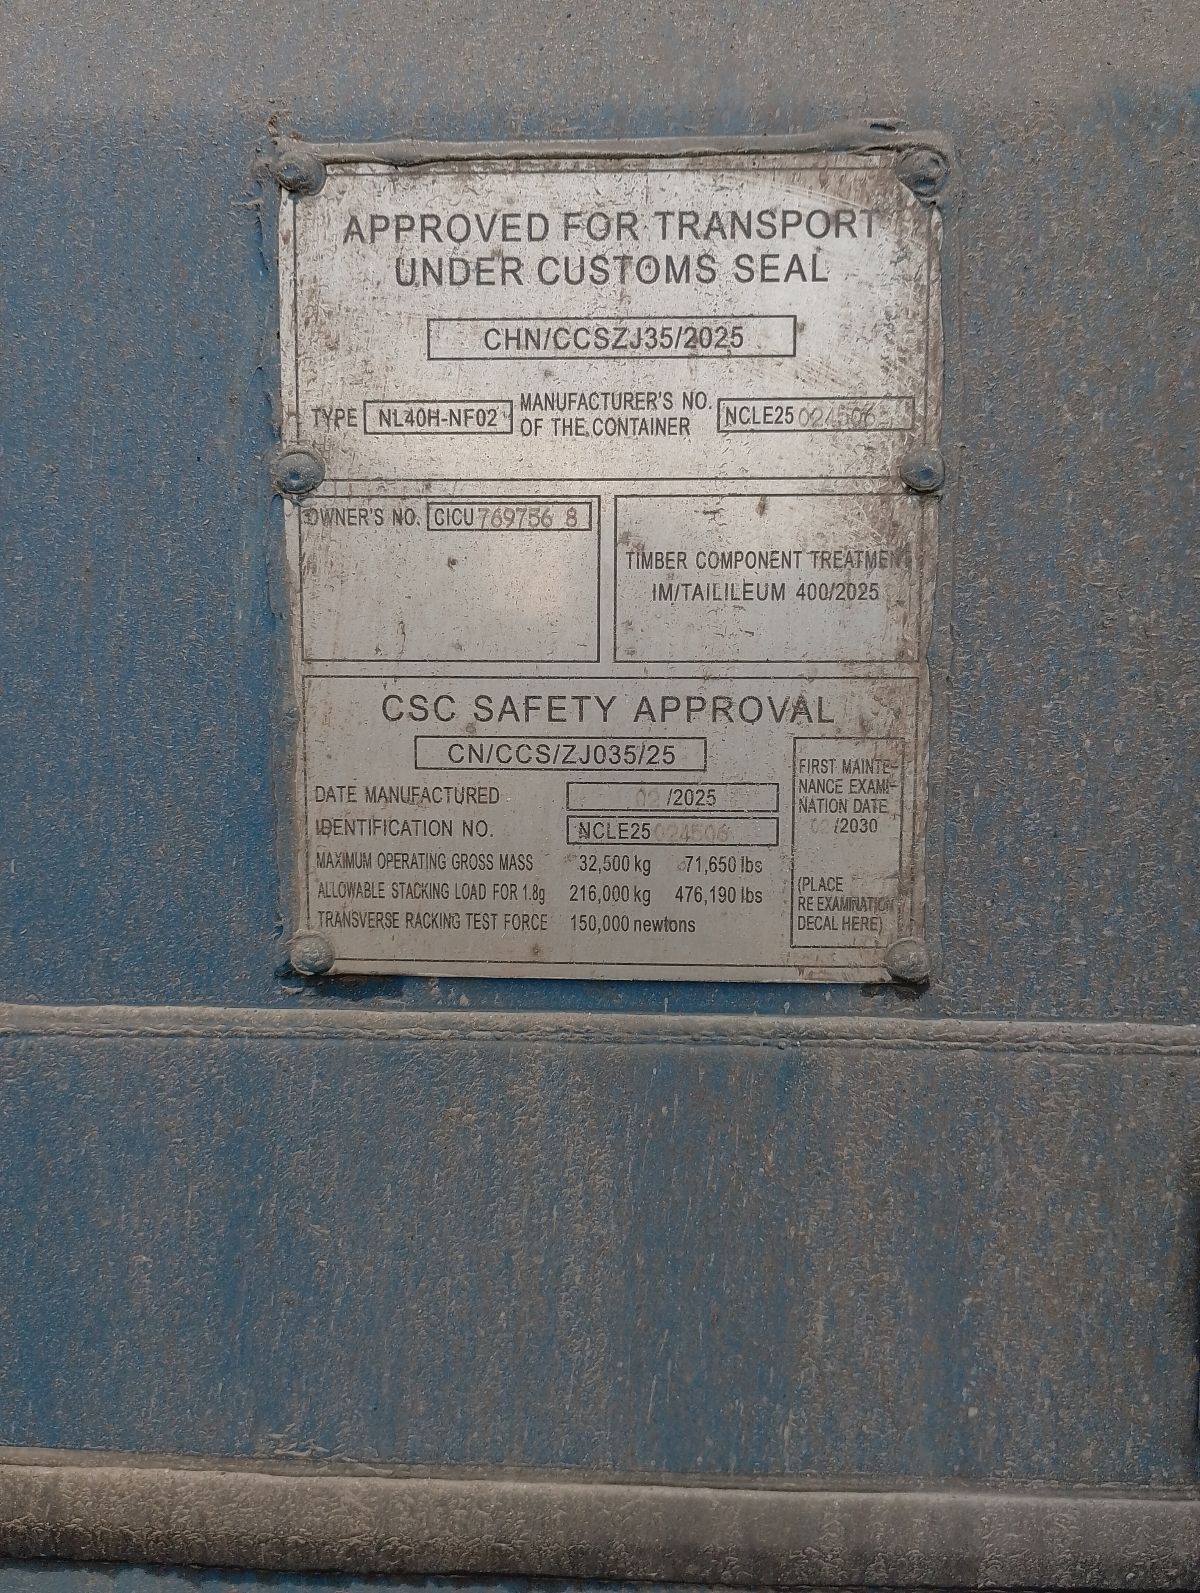 APPROVED FOR TRANSPORT
UNDER CUSTOMS SEAL
CHN/CCSZJ35/2025
TYPE NL40H-NF02 MANUFACTURER'S NO. OF THE CONTAINER NCLE25024506
OWNER'S NO. CICU 769756 8
TIMBER COMPONENT TREATMENT
IM/TAILILEUM 400/2025
CSC SAFETY APPROVAL
CN/CCS/ZJ035/25
DATE MANUFACTURED 02/2025
IDENTIFICATION NO. NCLE25024506
MAXIMUM OPERATING GROSS MASS 32,500 kg 71,650 lbs
ALLOWABLE STACKING LOAD FOR 1.8g 216,000 kg 476,190 lbs
TRANSVERSE RACKING TEST FORCE 150,000 newtons
FIRST MAINTE-
NANCE EXAMI-
NATION DATE
02/2030
(PLACE
RE EXAMINATION
DECAL HERE)